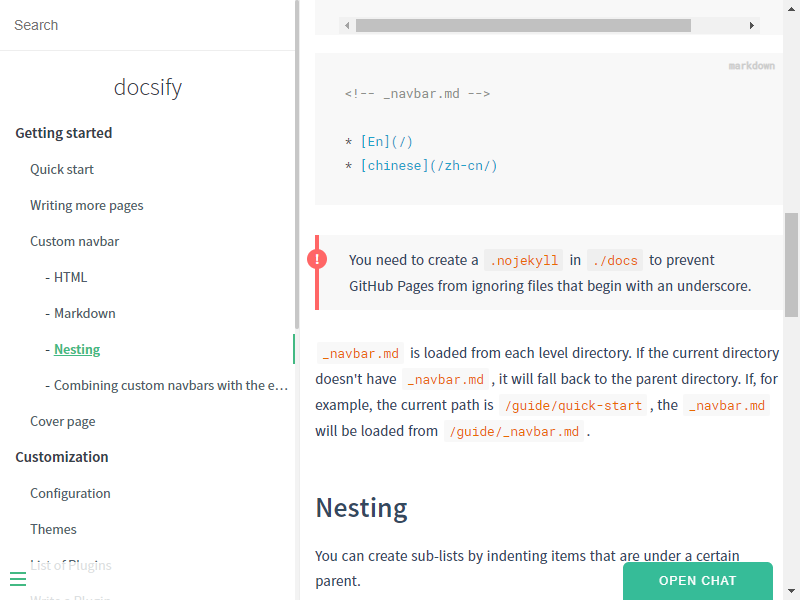 Search
docsify
Getting started
Quick start
Writing more pages
Custom navbar
- HTML
- Markdown
- Nesting
- Combining custom navbars with the e…
Cover page
Customization
Configuration
Themes
List of Plugins
Write a Plugin
markdown
<!-- _navbar.md -->
* [En](/)
* [chinese](/zh-cn/)
!
You need to create a .nojekyll in ./docs to prevent
GitHub Pages from ignoring files that begin with an underscore.
_navbar.md is loaded from each level directory. If the current directory
doesn't have _navbar.md , it will fall back to the parent directory. If, for
example, the current path is /guide/quick-start , the _navbar.md
will be loaded from /guide/_navbar.md .
Nesting
You can create sub-lists by indenting items that are under a certain
parent.
OPEN CHAT